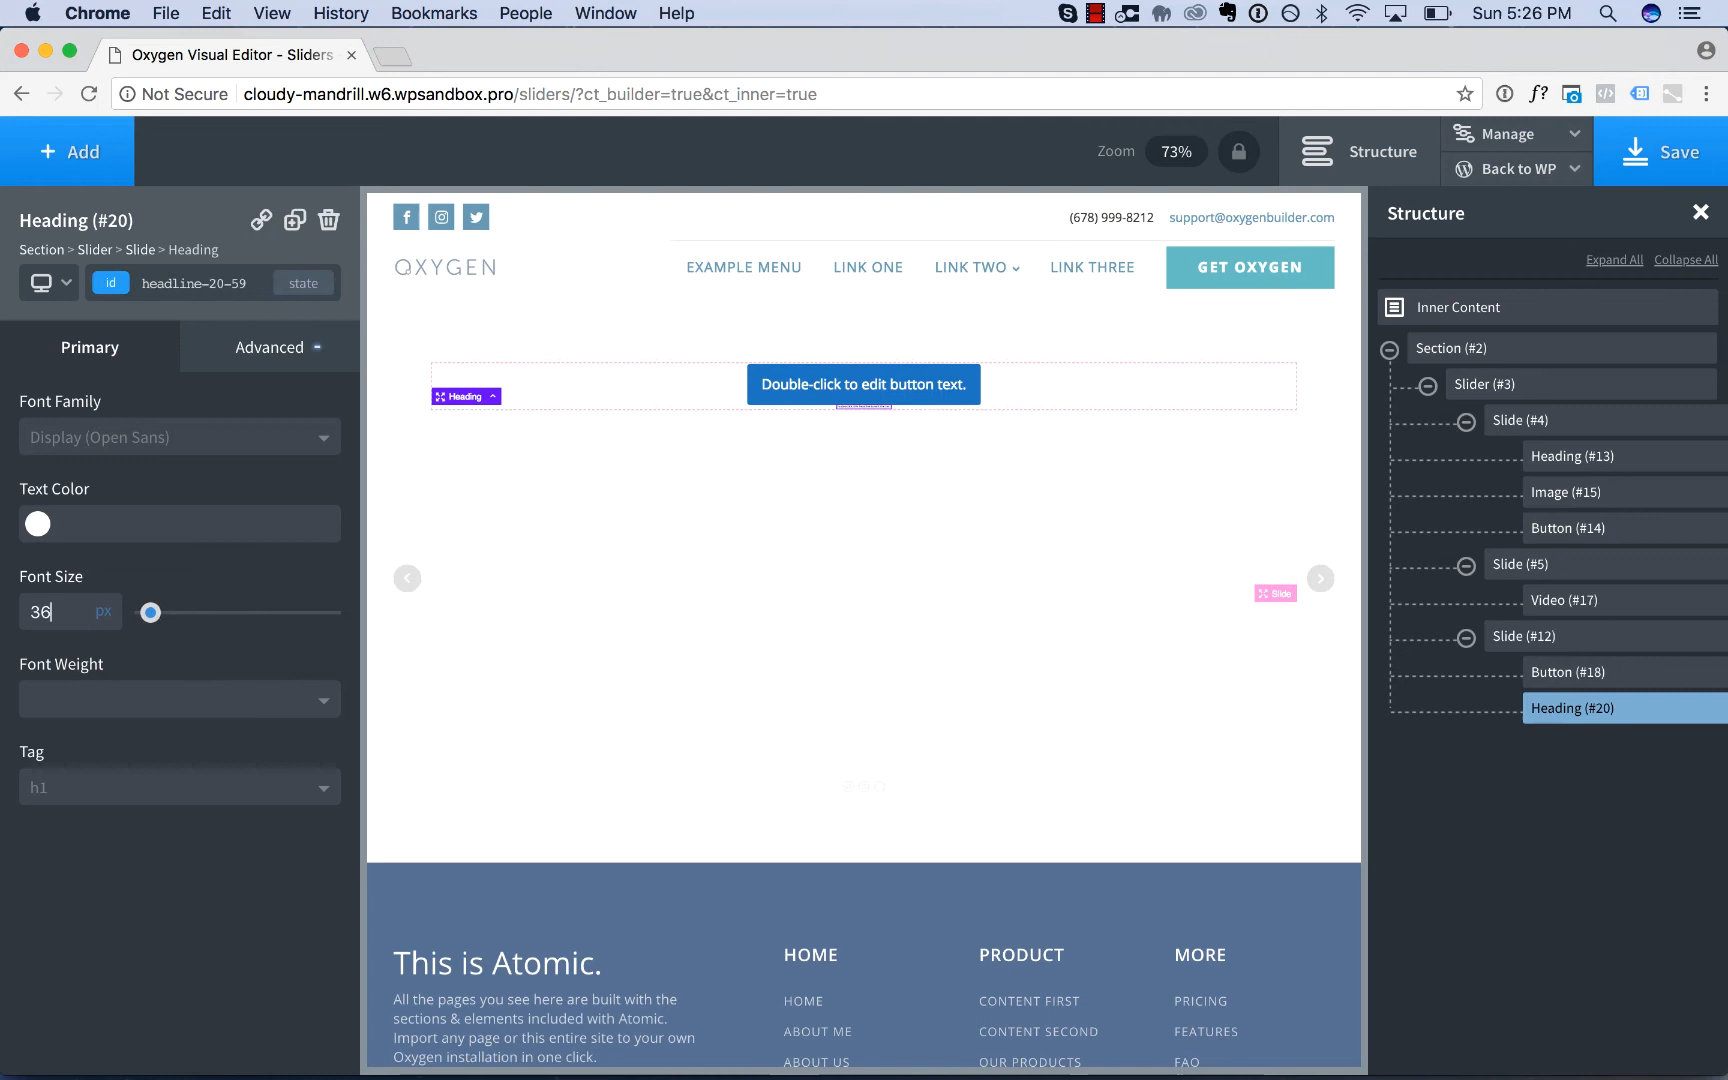 Chrome File Edit View History Bookmarks People Window Help Sun 5:26 PM
Oxygen Visual Editor - Sliders
Not Secure cloudy-mandrill.w6.wpsandbox.pro/sliders/?ct_builder=true&ct_inner=true
+ Add
Zoom 73%
Structure
Manage
Back to WP
Save
Heading (#20)
Section > Slider > Slide > Heading
id headline-20-59 state
Primary Advanced
Font Family
Display (Open Sans)
Text Color
Font Size
36 px
Font Weight
Tag
h1
(678) 999-8212 support@oxygenbuilder.com
OXYGEN EXAMPLE MENU LINK ONE LINK TWO LINK THREE GET OXYGEN
Double-click to edit button text.
Heading
Slide
This is Atomic.
All the pages you see here are built with the
sections & elements included with Atomic.
Import any page or this entire site to your own
Oxygen installation in one click.
HOME
HOME
ABOUT ME
ABOUT US
PRODUCT
CONTENT FIRST
CONTENT SECOND
OUR PRODUCTS
MORE
PRICING
FEATURES
FAQ
Structure
Expand All Collapse All
Inner Content
Section (#2)
Slider (#3)
Slide (#4)
Heading (#13)
Image (#15)
Button (#14)
Slide (#5)
Video (#17)
Slide (#12)
Button (#18)
Heading (#20)